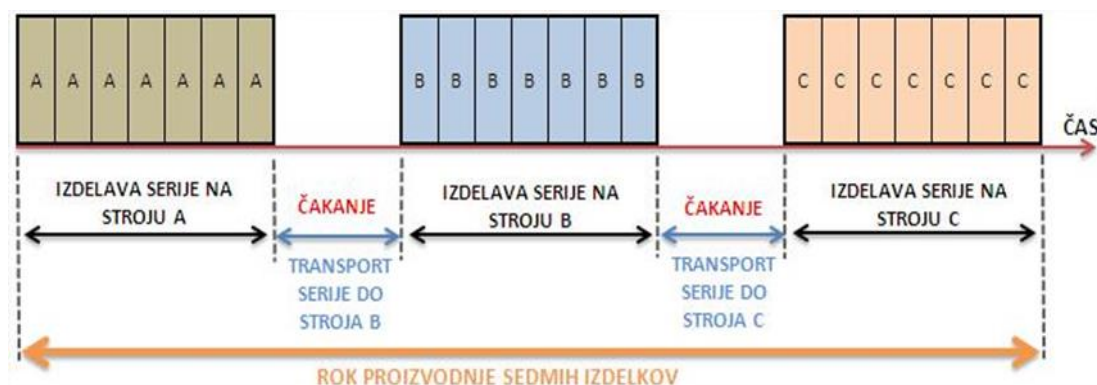 A A A A A A A
B B B B B B B
C C C C C C C
ČAS
IZDELAVA SERIJE NA
STROJU A
ČAKANJE
TRANSPORT
SERIJE DO
STROJA B
IZDELAVA SERIJE NA
STROJU B
ČAKANJE
TRANSPORT
SERIJE DO
STROJA C
IZDELAVA SERIJE NA
STROJU C
ROK PROIZVODNJE SEDMIH IZDELKOV